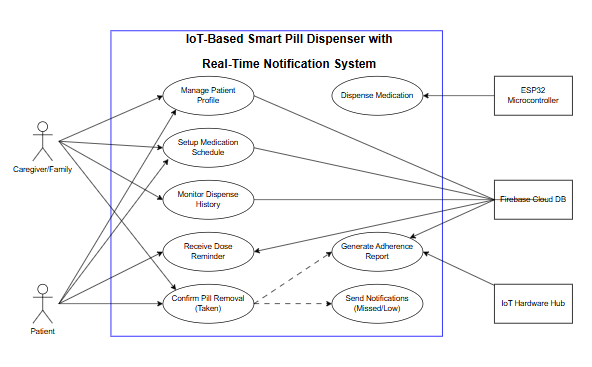 IoT-Based Smart Pill Dispenser with
Real-Time Notification System
Manage Patient
Profile
Dispense Medication
ESP32
Microcontroller
Setup Medication
Schedule
Caregiver/Family
Monitor Dispense
History
Firebase Cloud DB
Receive Dose
Reminder
Generate Adherence
Report
Confirm Pill Removal
(Taken)
Send Notifications
(Missed/Low)
IoT Hardware Hub
Patient